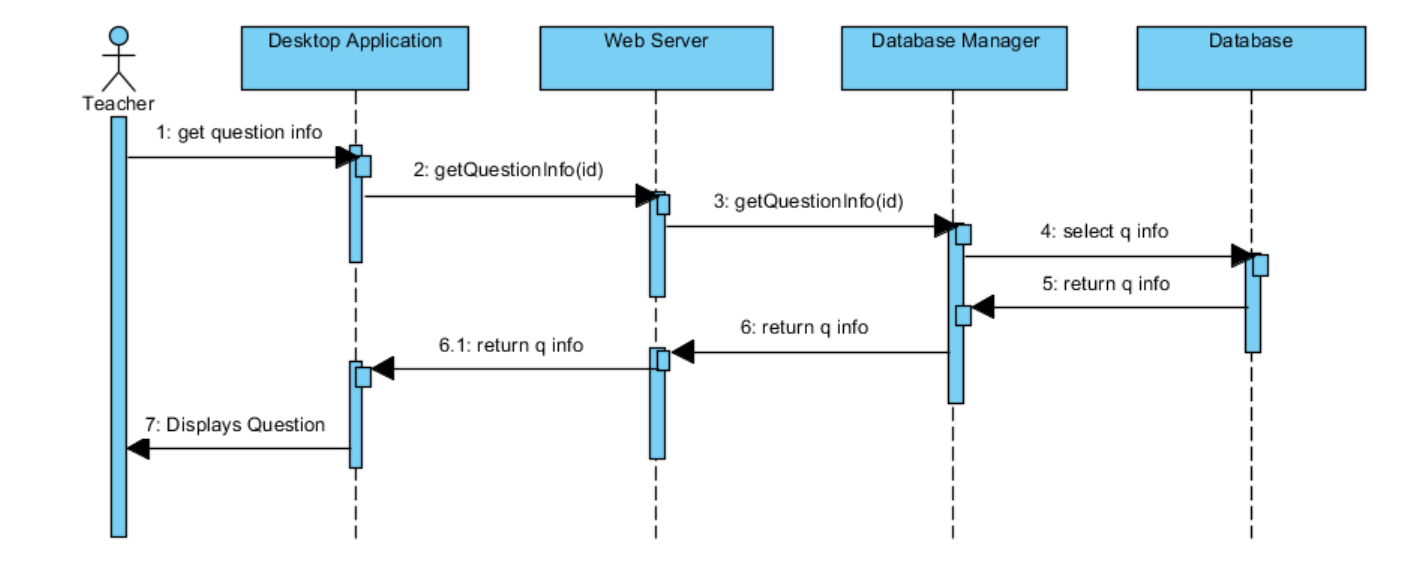 Desktop Application
Web Server
Database Manager
Database
Teacher
1: get question info
2: getQuestionInfo(id)
3: getQuestionInfo(id)
4: select q info
5: return q info
6: return q info
6.1: return q info
7: Displays Question